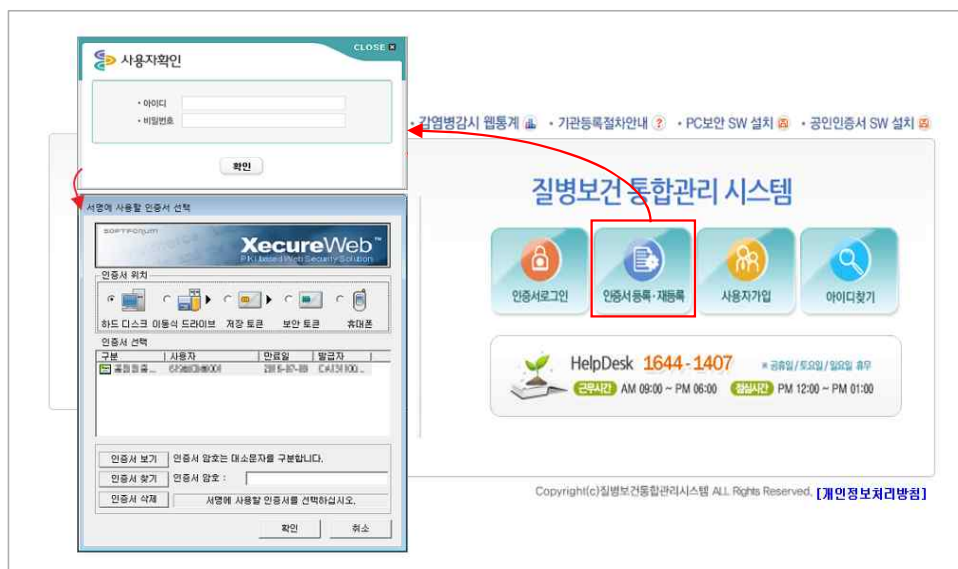 CLOSE
사용자확인
• 아이디
• 비밀번호
확인
• 감염병감시 웹통계 • 기관등록절차안내 ? • PC보안 SW 설치 • 공인인증서 SW 설치
질병보건 통합관리 시스템
인증서로그인 인증서등록·재등록 사용자가입 아이디찾기
HelpDesk 1644-1407 ※ 공휴일/토요일/일요일 휴무
근무시간 AM 09:00 ~ PM 06:00 점심시간 PM 12:00 ~ PM 01:00
Copyright(c)질병보건통합관리시스템 ALL Rights Reserved. [개인정보처리방침]
서명에 사용할 인증서 선택
SOFTFORUM
XecureWeb™
PKI based Web Security Solution
인증서 위치
하드 디스크 이동식 드라이브 저장 토큰 보안 토큰 휴대폰
인증서 선택
구분 사용자 만료일 발급자
인증서 보기 인증서 암호는 대소문자를 구분합니다.
인증서 찾기 인증서 암호 :
인증서 삭제 서명에 사용할 인증서를 선택하십시오.
확인 취소